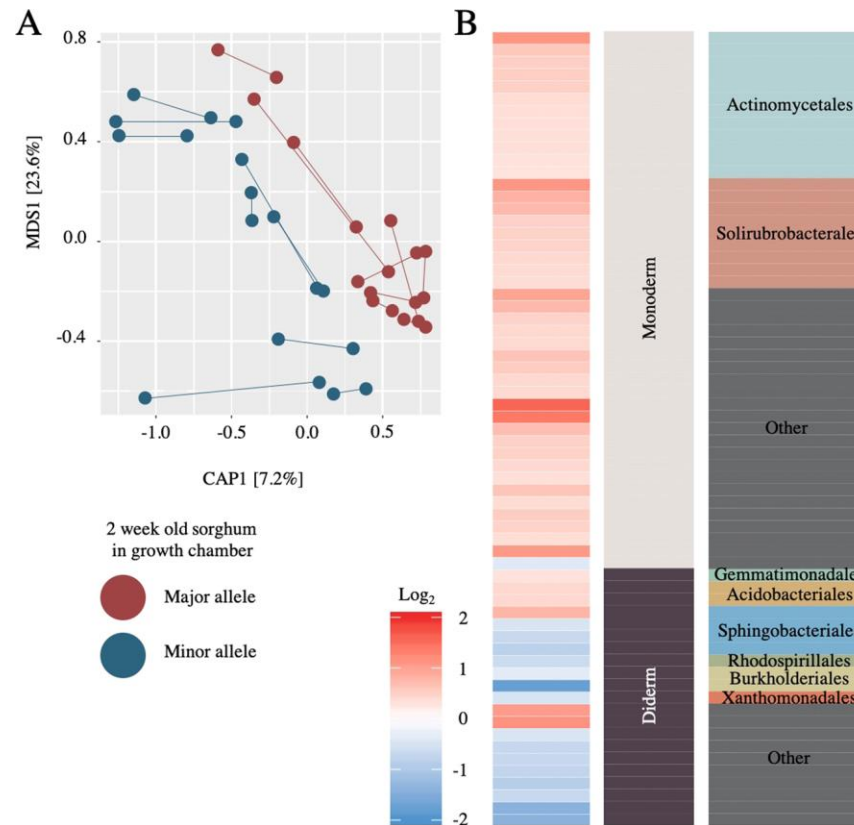 A
B
0.8
0.4
0.0
-0.4
MDS1 [23.6%]
-1.0
-0.5
0.0
0.5
CAP1 [7.2%]
2 week old sorghum
in growth chamber
Major allele
Minor allele
Log2
2
1
0
-1
-2
Monoderm
Diderm
Actinomycetales
Solirubrobacterale
Other
Gemmatimonadale
Acidobacteriales
Sphingobacteriale
Rhodospirillales
Burkholderiales
Xanthomonadales
Other